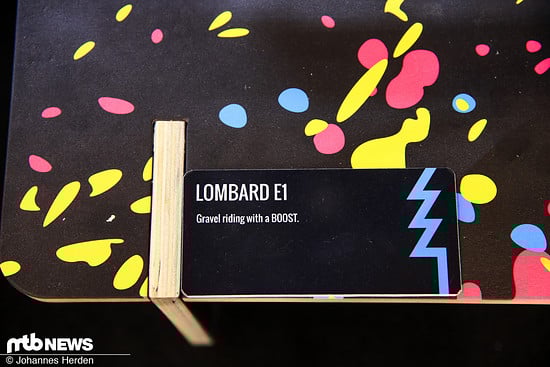 LOMBARD E1
Gravel riding with a BOOST.
mtb NEWS
© Johannes Herden